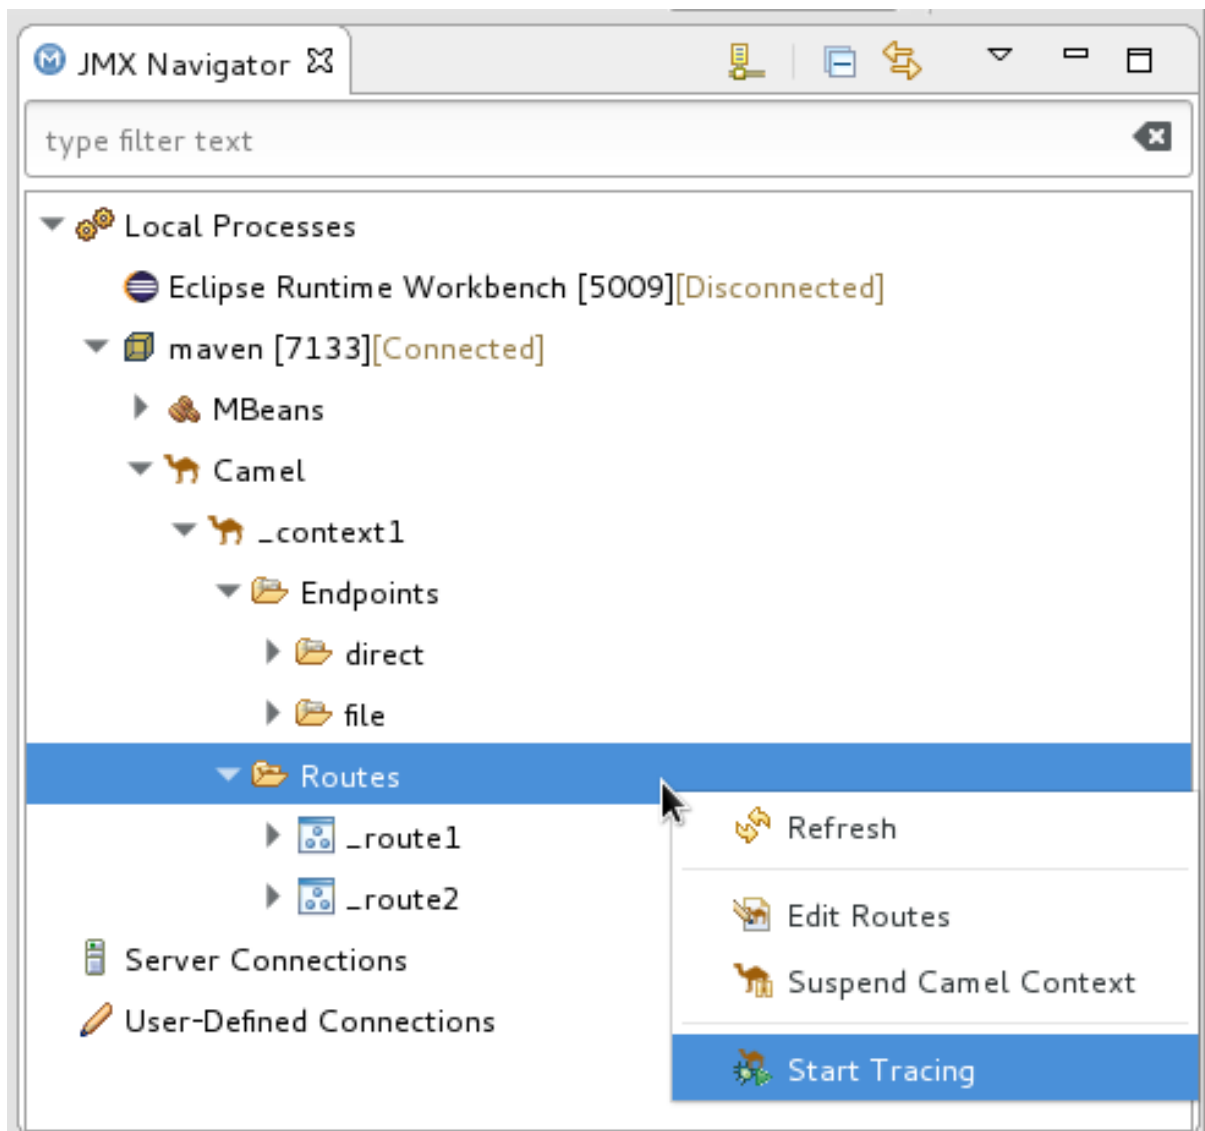 JMX Navigator
type filter text
Local Processes
Eclipse Runtime Workbench [5009][Disconnected]
maven [7133][Connected]
MBeans
Camel
_context1
Endpoints
direct
file
Routes
_route1
_route2
Server Connections
User-Defined Connections
Refresh
Edit Routes
Suspend Camel Context
Start Tracing